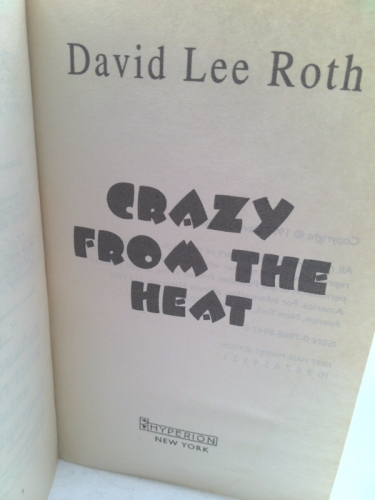 David Lee Roth
CRAZY
FROM THE
HEAT
HYPERION
NEW YORK